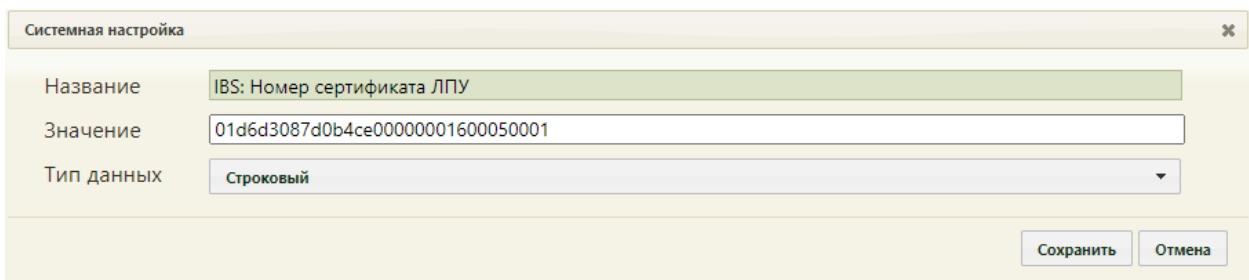 Системная настройка
Название IBS: Номер сертификата ЛПУ
Значение 01d6d3087d0b4ce00000001600050001
Тип данных Строковый
Сохранить Отмена